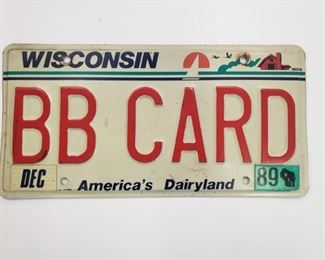 WISCONSIN
BB CARD
DEC America's Dairyland 89